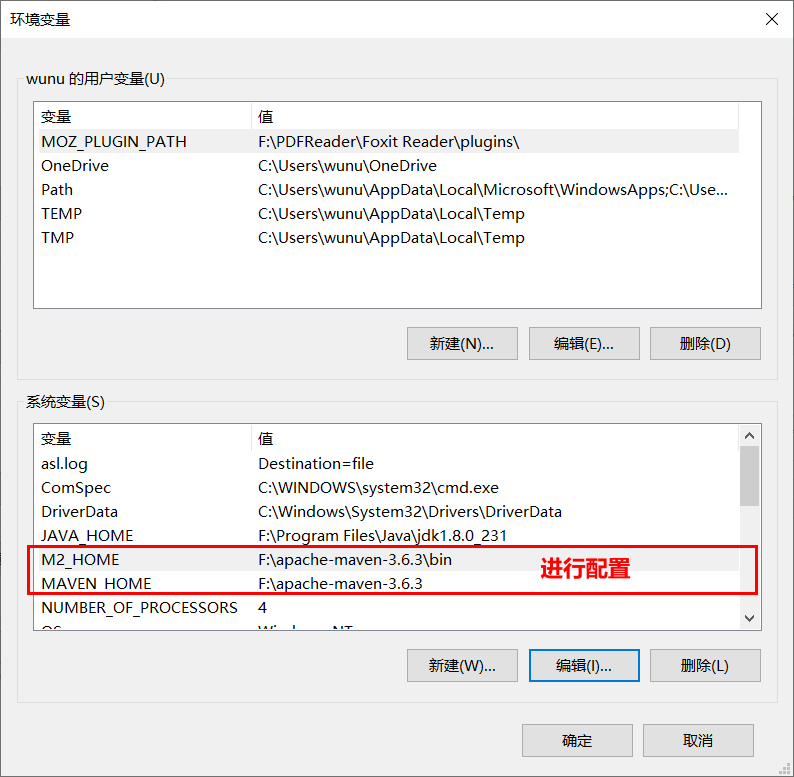 环境变量
wunu 的用户变量(U)
变量 值
MOZ_PLUGIN_PATH F:\PDFReader\Foxit Reader\plugins\
OneDrive C:\Users\wunu\OneDrive
Path C:\Users\wunu\AppData\Local\Microsoft\WindowsApps;C:\Use...
TEMP C:\Users\wunu\AppData\Local\Temp
TMP C:\Users\wunu\AppData\Local\Temp
新建(N)... 编辑(E)... 删除(D)
系统变量(S)
变量 值
asl.log Destination=file
ComSpec C:\WINDOWS\system32\cmd.exe
DriverData C:\Windows\System32\Drivers\DriverData
JAVA_HOME F:\Program Files\Java\jdk1.8.0_231
M2_HOME F:\apache-maven-3.6.3\bin 进行配置
MAVEN_HOME F:\apache-maven-3.6.3
NUMBER_OF_PROCESSORS 4
OS Windows_NT
新建(W)... 编辑(I)... 删除(L)
确定 取消